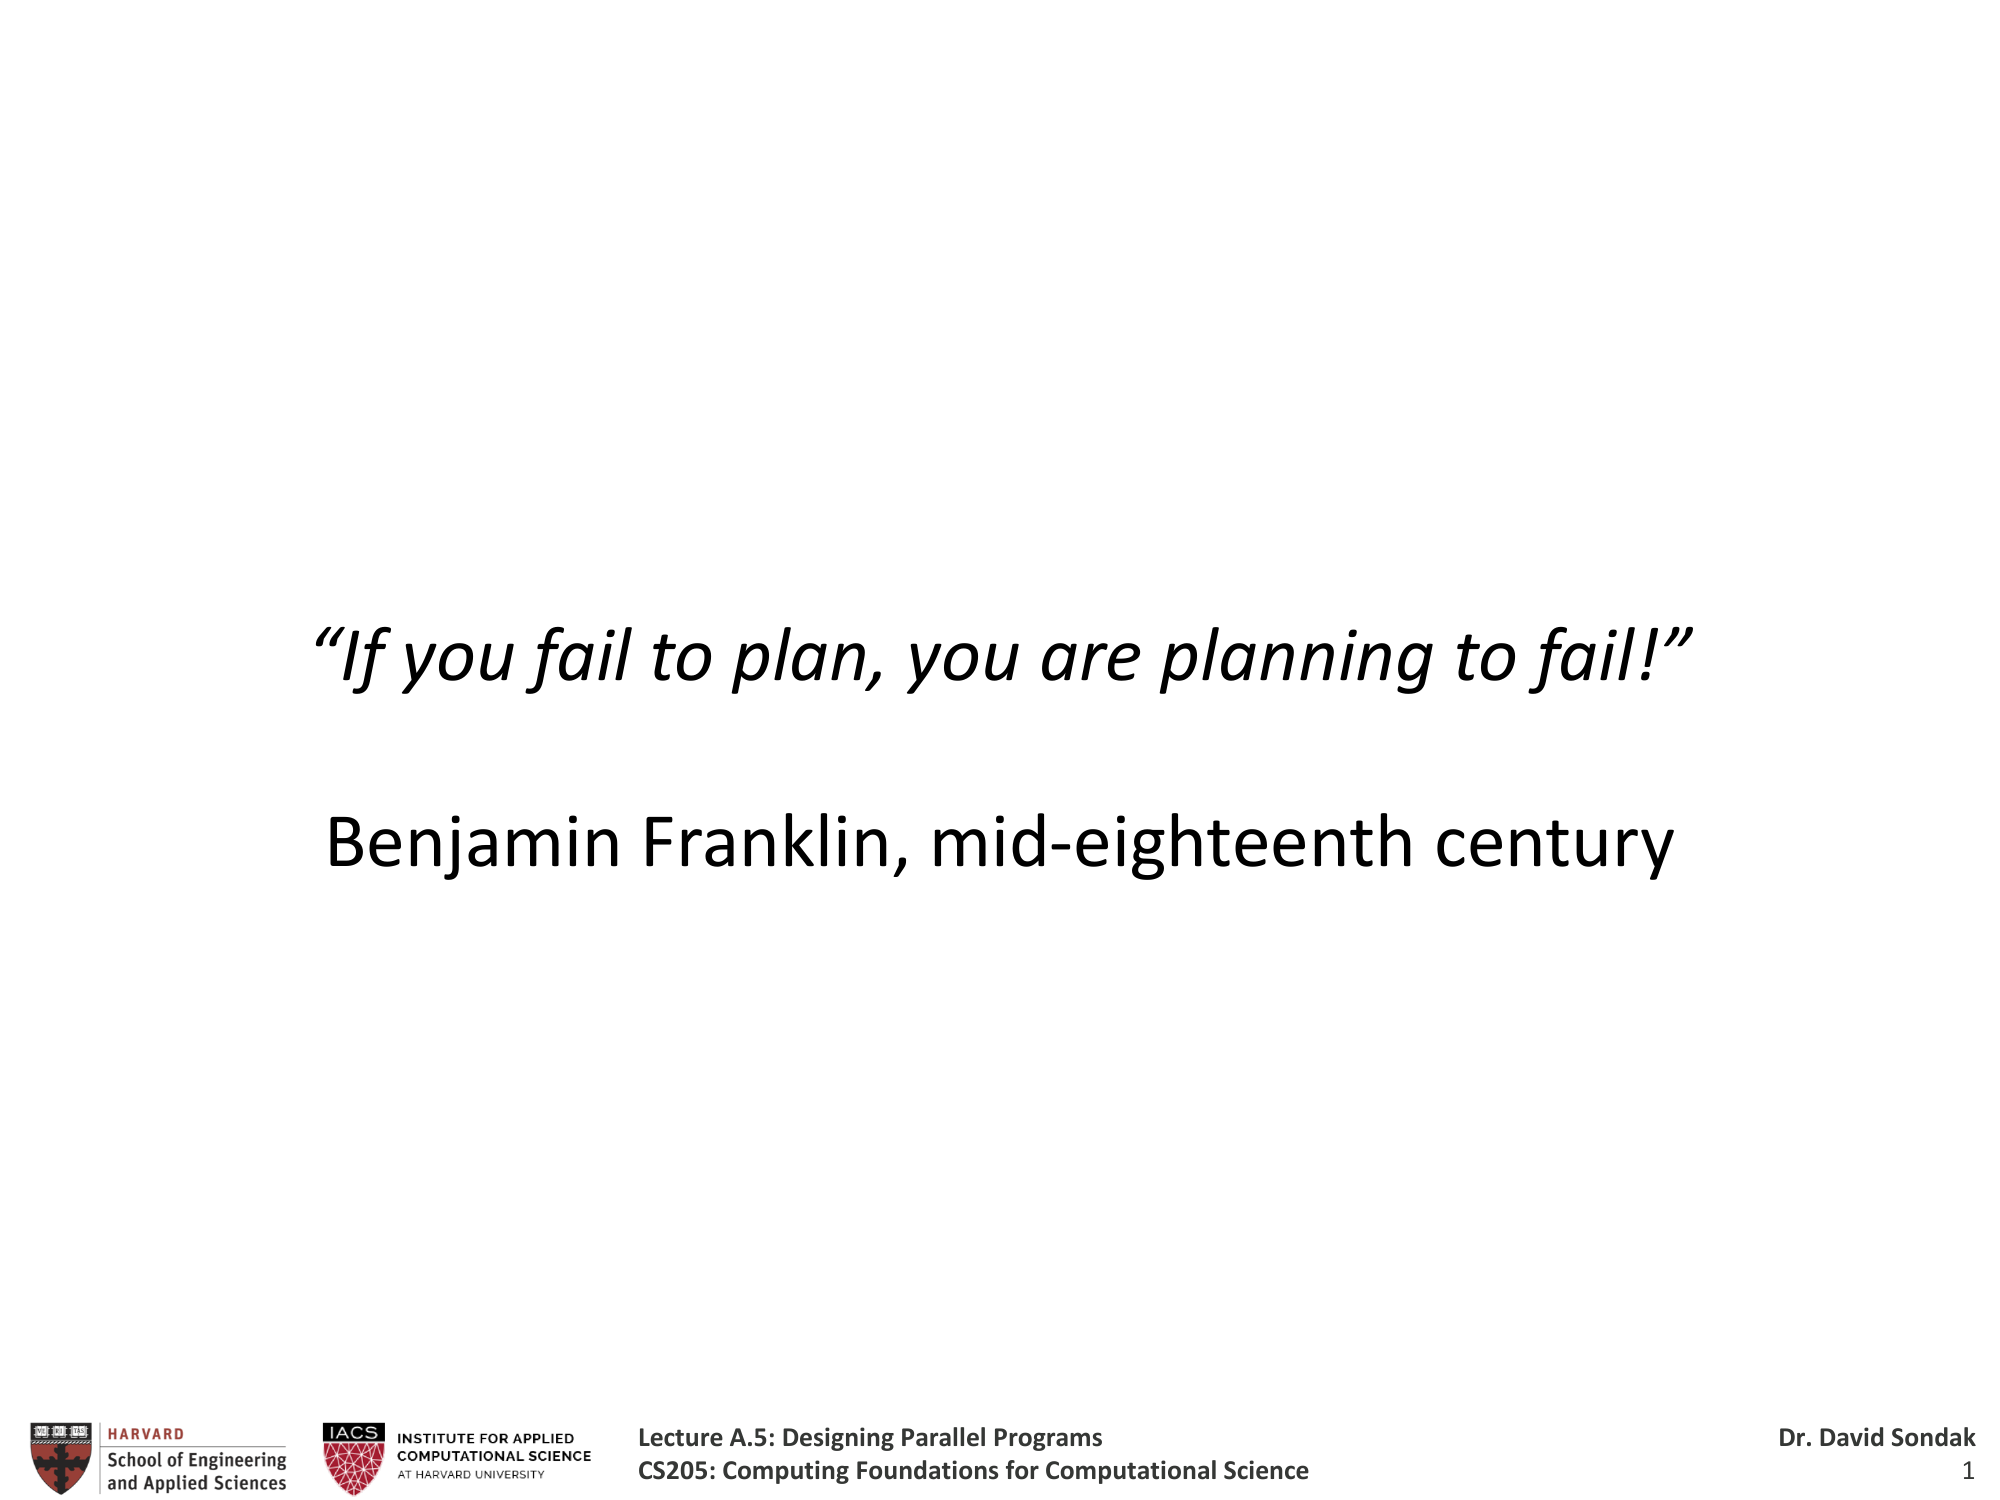 “If you fail to plan, you are planning to fail!”
Benjamin Franklin, mid-eighteenth century
HARVARD
School of Engineering
and Applied Sciences
IACS
INSTITUTE FOR APPLIED
COMPUTATIONAL SCIENCE
AT HARVARD UNIVERSITY
Lecture A.5: Designing Parallel Programs
CS205: Computing Foundations for Computational Science
Dr. David Sondak
1